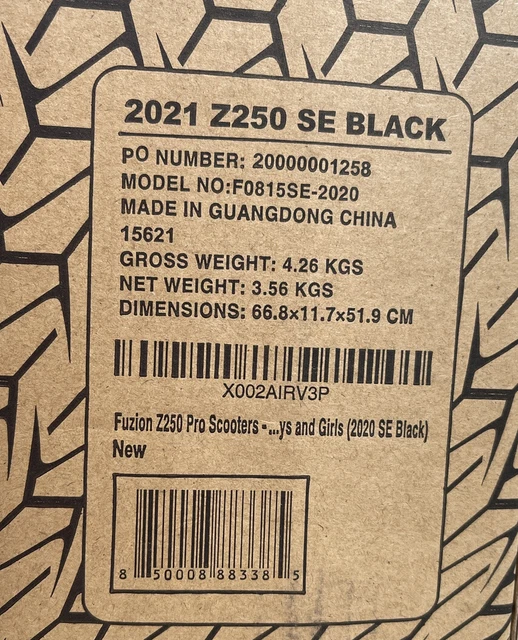 2021 Z250 SE BLACK
PO NUMBER: 20000001258
MODEL NO:F0815SE-2020
MADE IN GUANGDONG CHINA
15621
GROSS WEIGHT: 4.26 KGS
NET WEIGHT: 3.56 KGS
DIMENSIONS: 66.8×11.7×51.9 CM
X002AIRV3P
Fuzion Z250 Pro Scooters -...ys and Girls (2020 SE Black)
New
8 50008 88338 5